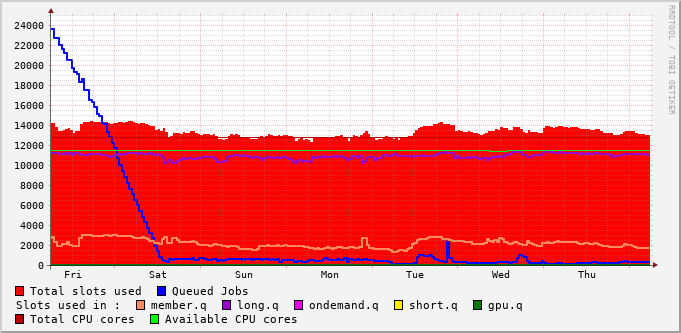 RRDTOOL / TOBI OETIKER
24000
22000
20000
18000
16000
14000
12000
10000
8000
6000
4000
2000
0
Fri Sat Sun Mon Tue Wed Thu
Total slots used Queued Jobs
Slots used in : member.q long.q ondemand.q short.q gpu.q
Total CPU cores Available CPU cores